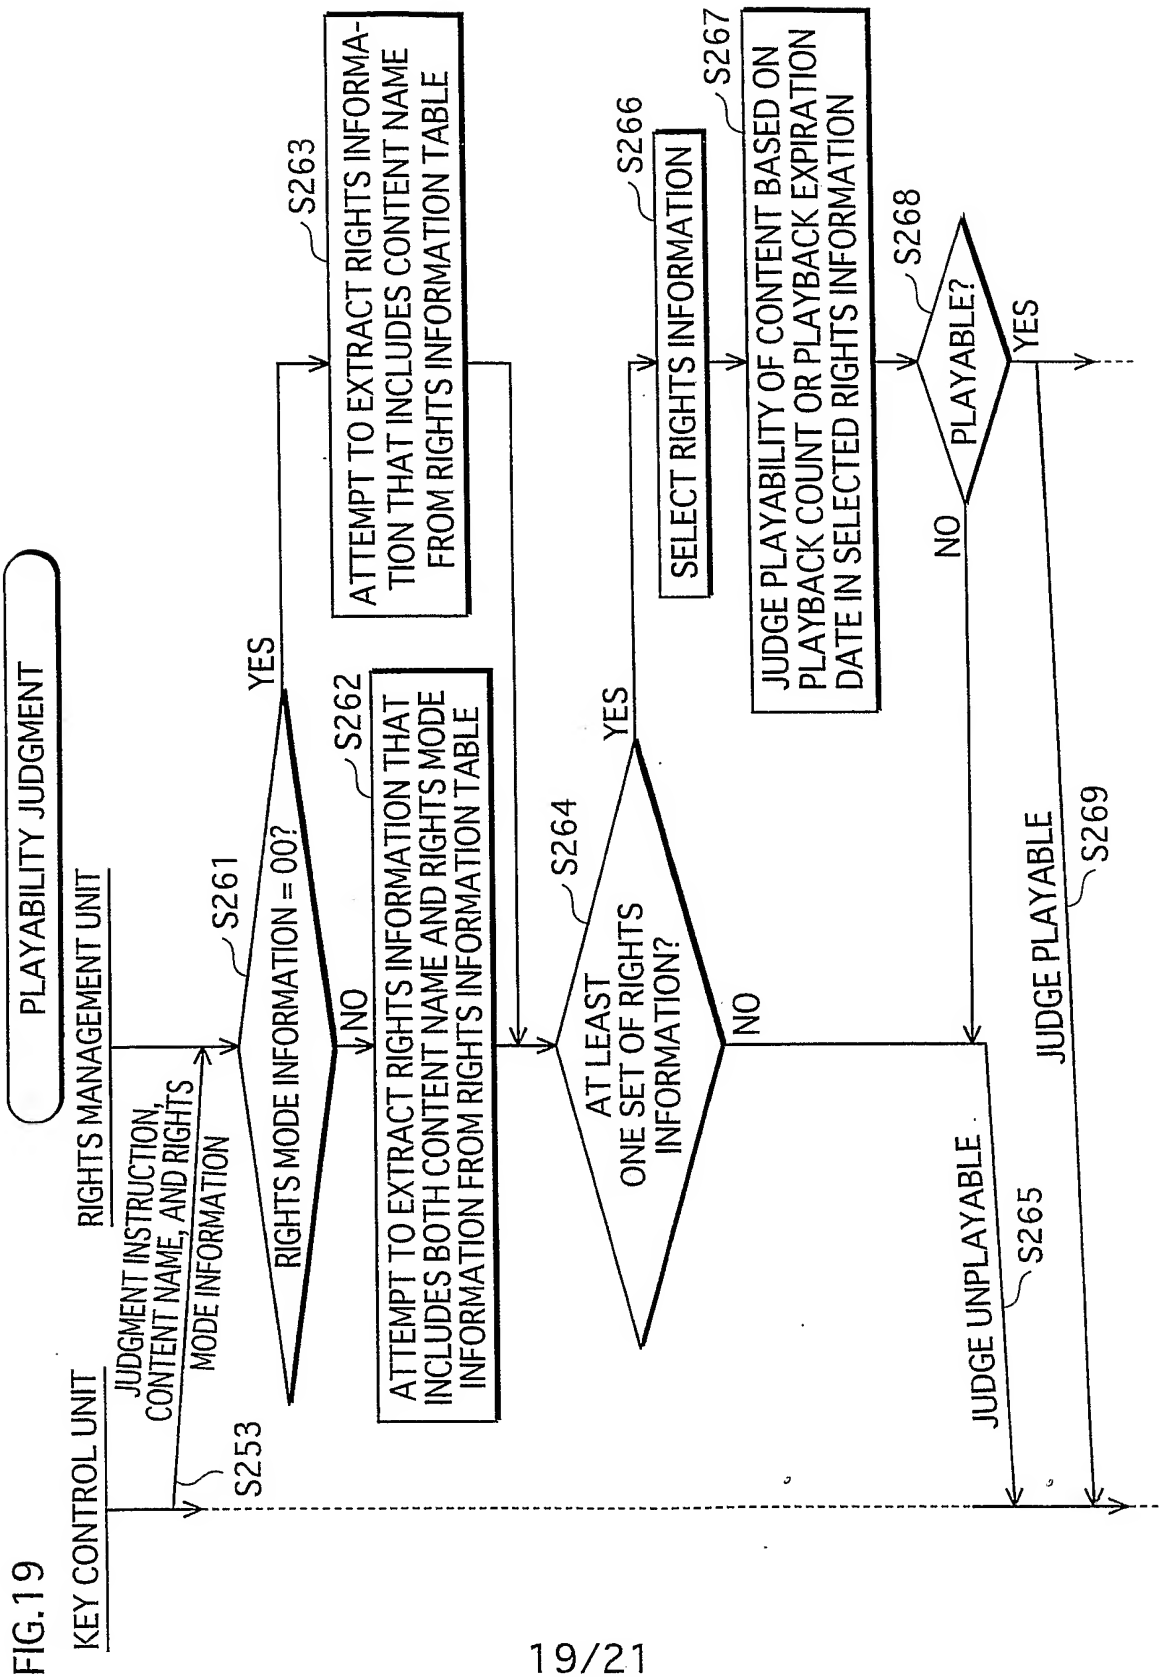 FIG.19
PLAYABILITY JUDGMENT
KEY CONTROL UNIT
RIGHTS MANAGEMENT UNIT
JUDGMENT INSTRUCTION,
CONTENT NAME, AND RIGHTS
MODE INFORMATION
S253
S261
RIGHTS MODE INFORMATION = 00?
YES
NO
S263
ATTEMPT TO EXTRACT RIGHTS INFORMA-
TION THAT INCLUDES CONTENT NAME
FROM RIGHTS INFORMATION TABLE
S262
ATTEMPT TO EXTRACT RIGHTS INFORMATION THAT
INCLUDES BOTH CONTENT NAME AND RIGHTS MODE
INFORMATION FROM RIGHTS INFORMATION TABLE
S264
AT LEAST
ONE SET OF RIGHTS
INFORMATION?
YES
NO
S266
SELECT RIGHTS INFORMATION
S267
JUDGE PLAYABILITY OF CONTENT BASED ON
PLAYBACK COUNT OR PLAYBACK EXPIRATION
DATE IN SELECTED RIGHTS INFORMATION
S268
PLAYABLE?
NO
YES
JUDGE UNPLAYABLE
S265
JUDGE PLAYABLE
S269
19/21